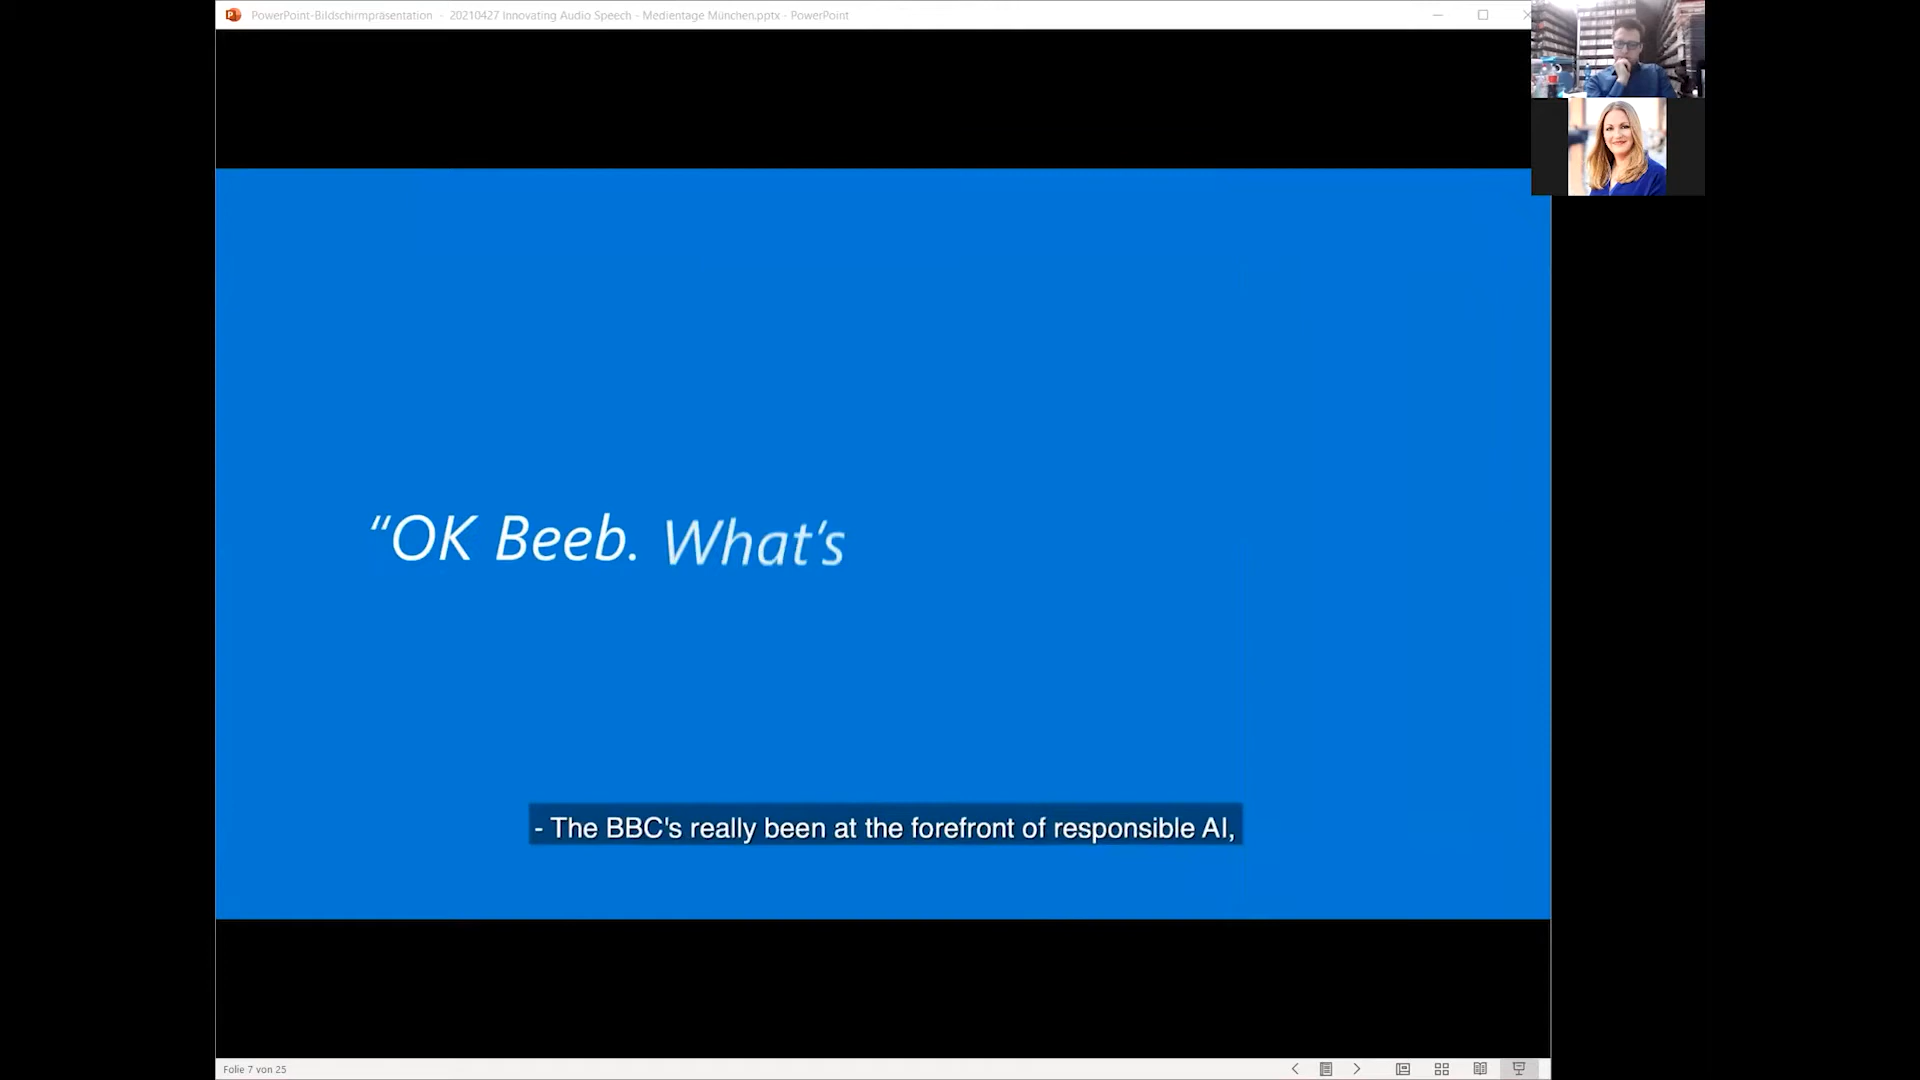 PowerPoint-Bildschirmpräsentation - 20210427 Innovating Audio Speech - Medientage München.pptx - PowerPoint
“OK Beeb. What’s
- The BBC's really been at the forefront of responsible AI,
Folie 7 von 25